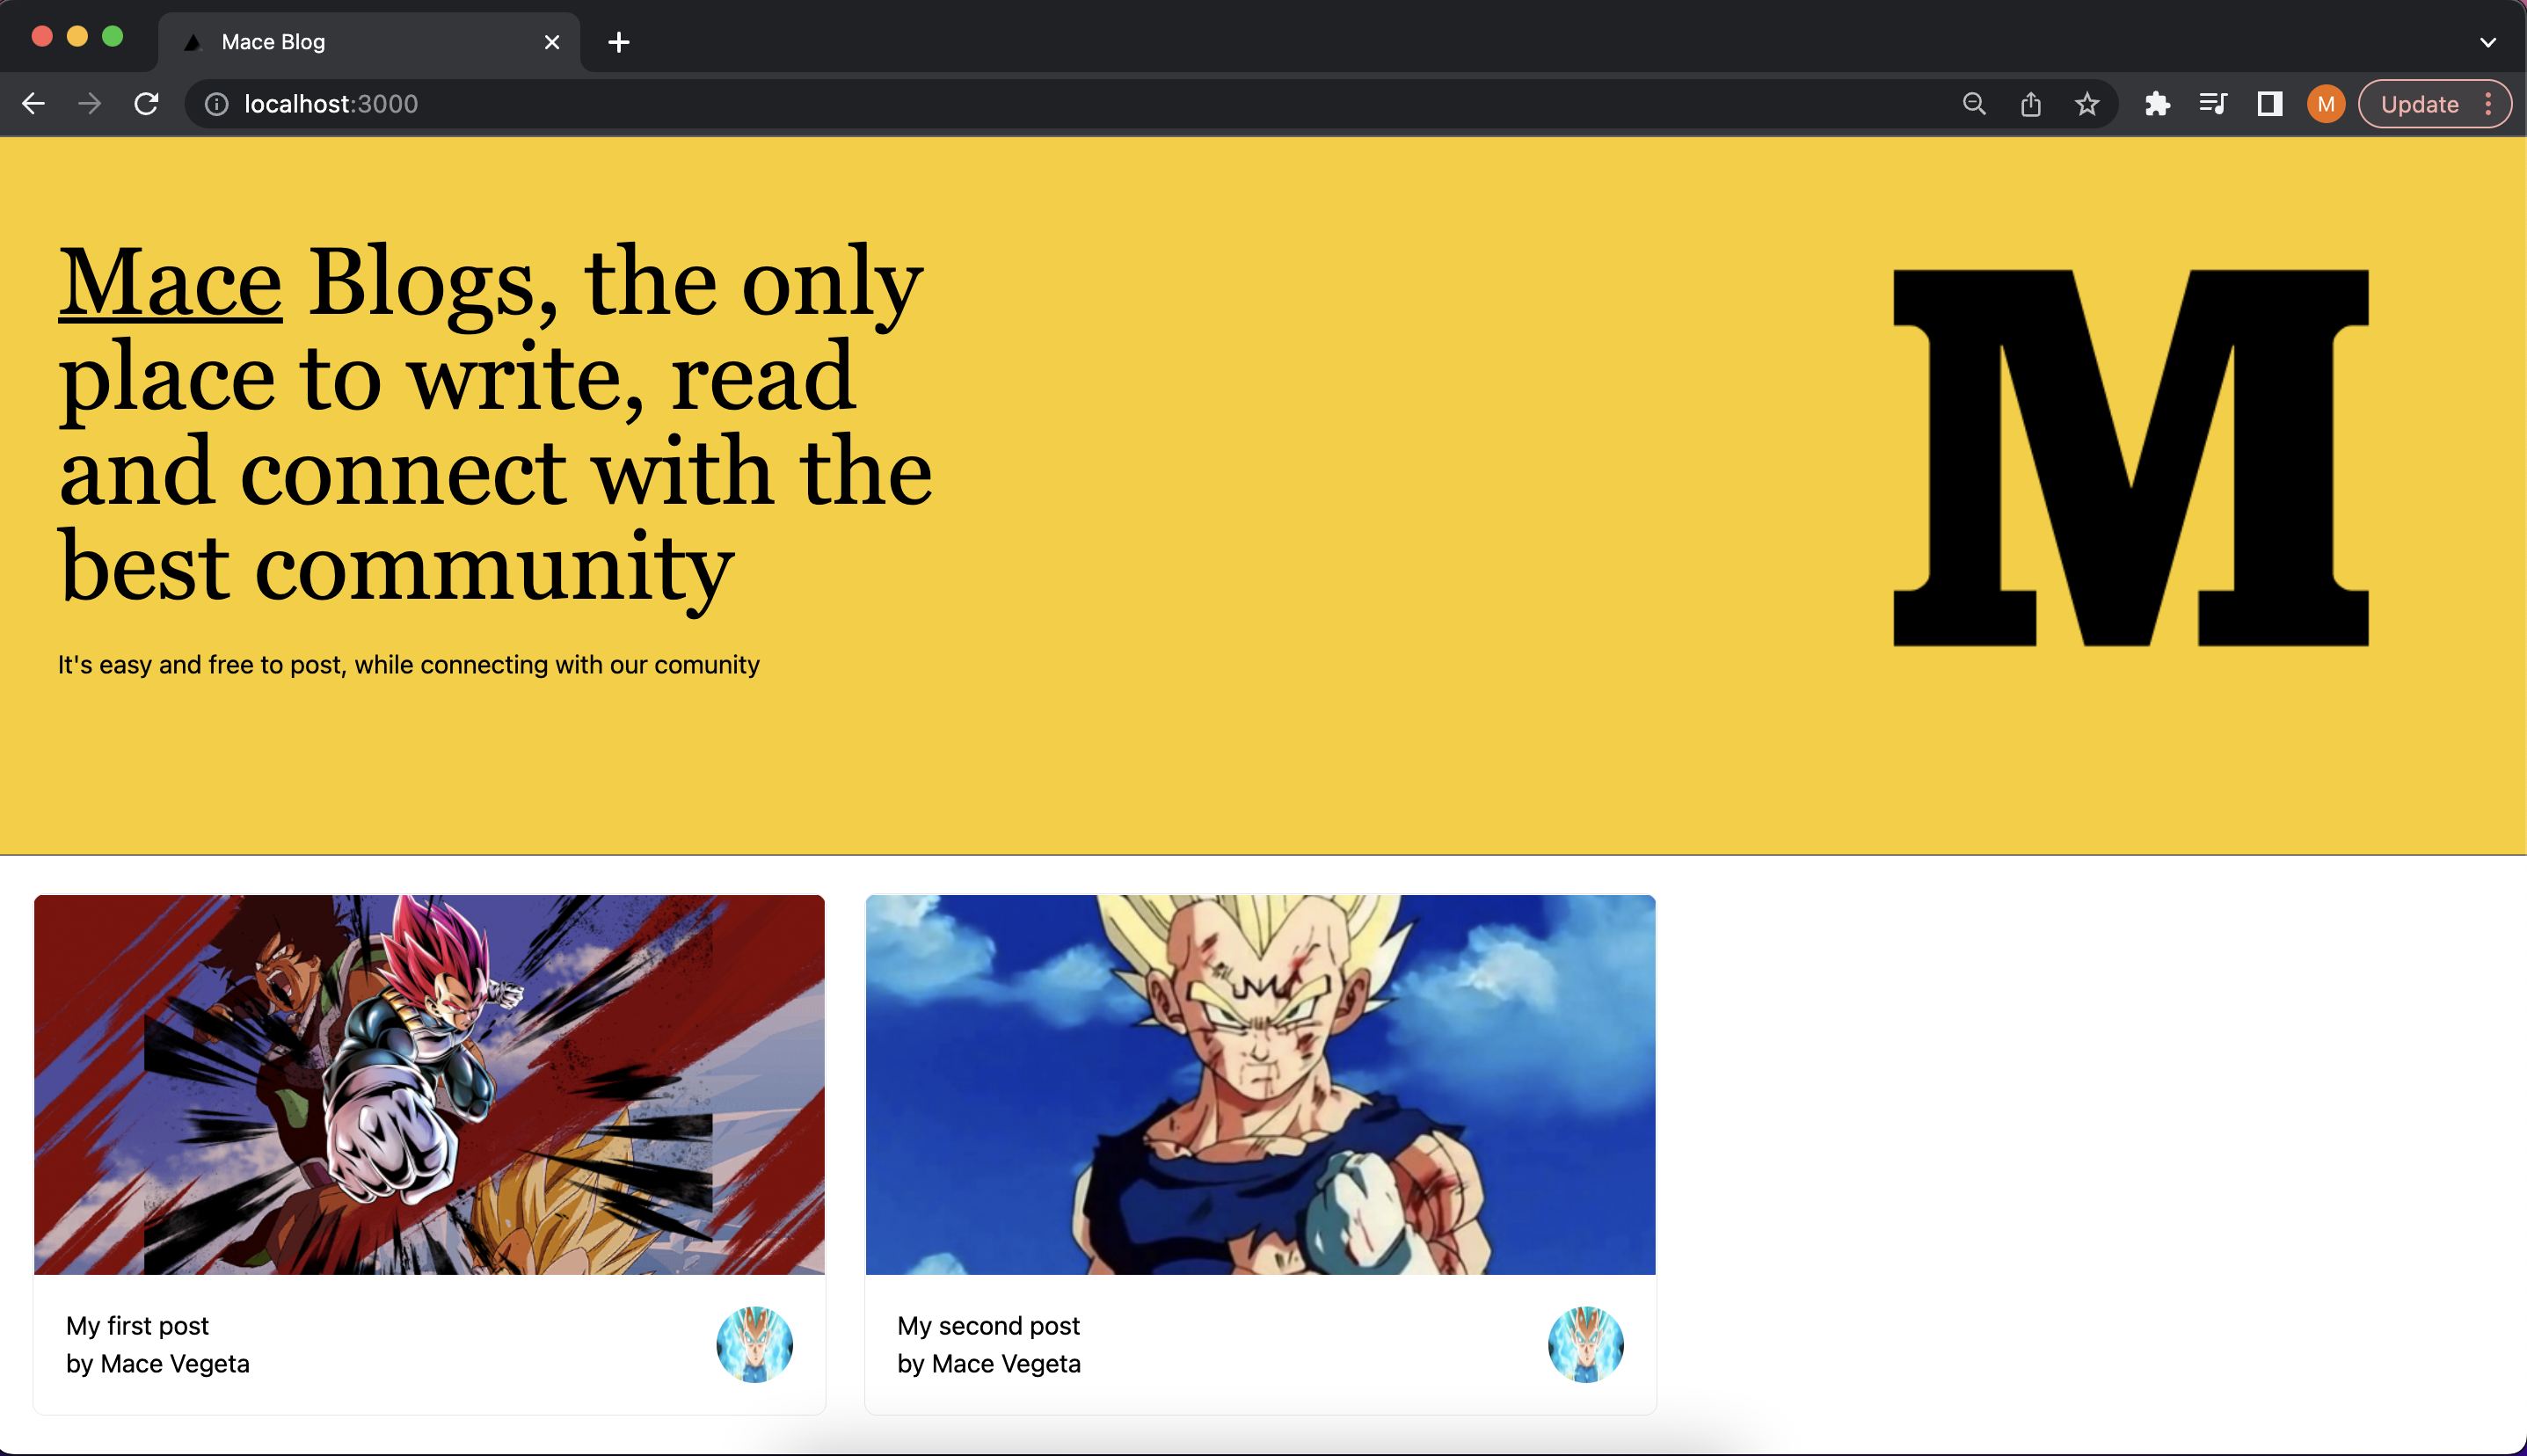 Mace Blog
localhost:3000
M
Update
Mace Blogs, the only
place to write, read
and connect with the
best community
It's easy and free to post, while connecting with our comunity
M
My first post
by Mace Vegeta
My second post
by Mace Vegeta